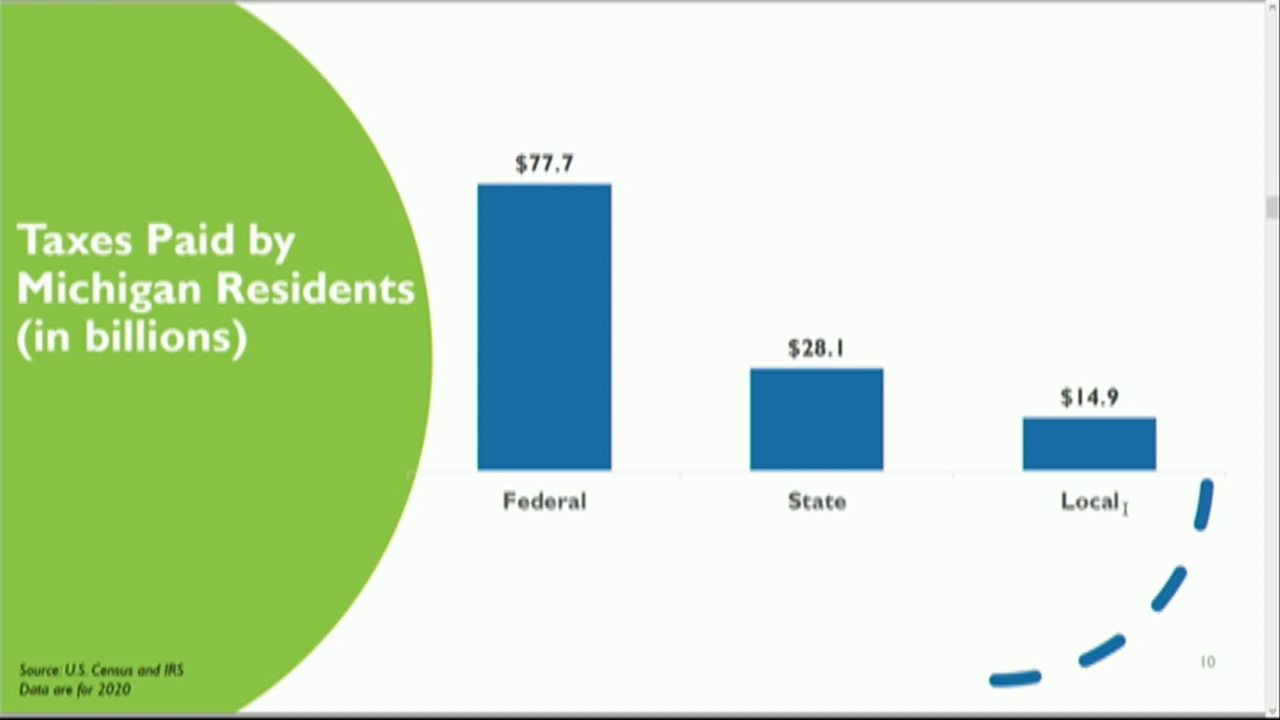 Taxes Paid by
Michigan Residents
(in billions)
$77.7
$28.1
$14.9
Federal
State
Local
Source: U.S. Census and IRS
Data are for 2020
10